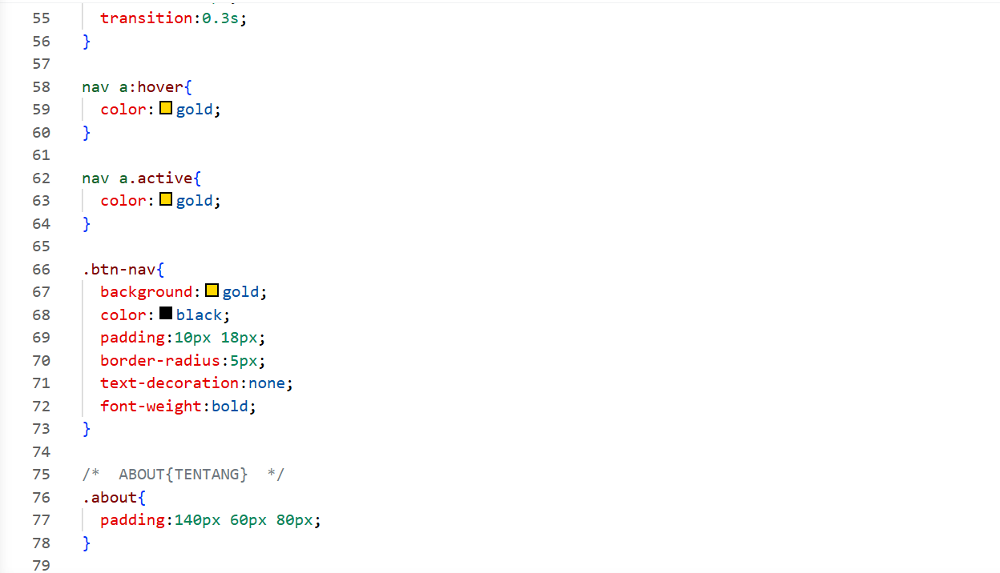 55 transition:0.3s;
56 }
57
58 nav a:hover{
59 color:gold;
60 }
61
62 nav a.active{
63 color:gold;
64 }
65
66 .btn-nav{
67 background:gold;
68 color:black;
69 padding:10px 18px;
70 border-radius:5px;
71 text-decoration:none;
72 font-weight:bold;
73 }
74
75 /*  ABOUT{TENTANG}  */
76 .about{
77 padding:140px 60px 80px;
78 }
79